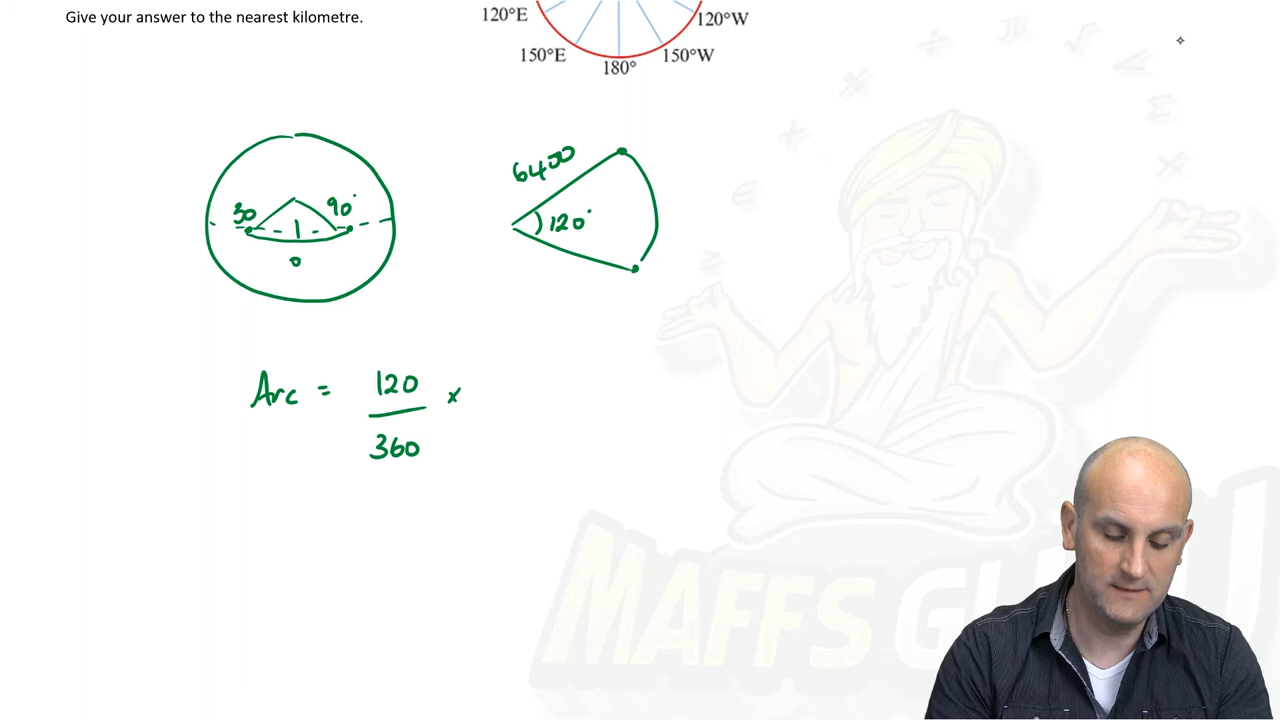 Give your answer to the nearest kilometre.
120°E
120°W
150°E
150°W
180°
6400
30
90°
120°
0
Arc = 120/360 ×
MAFFS GURU